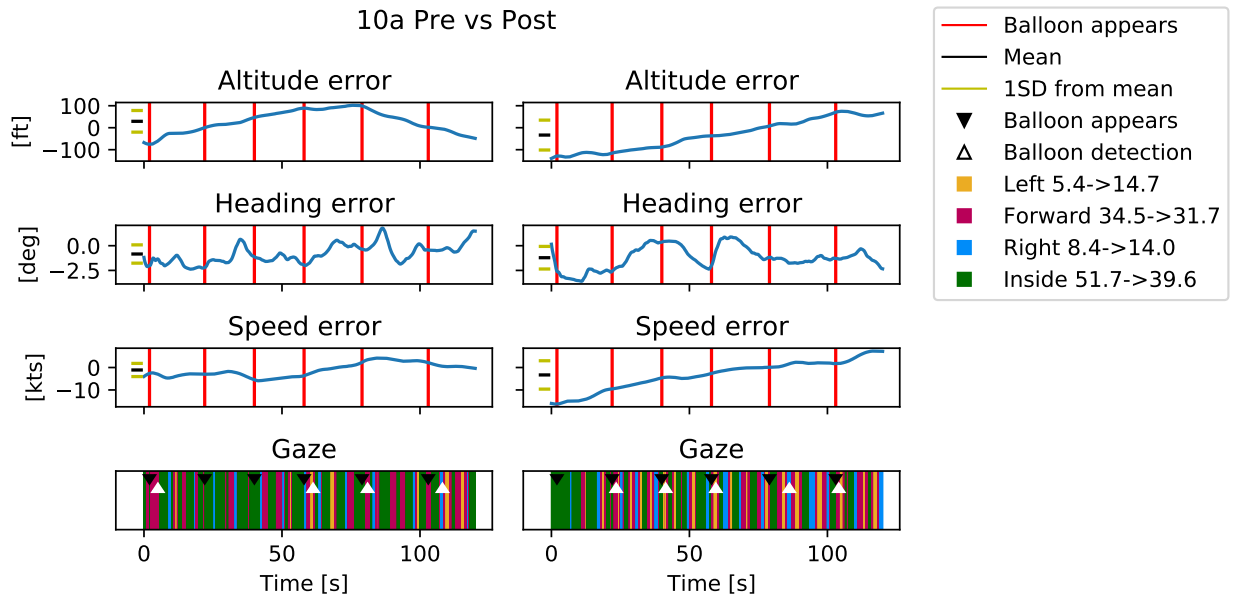 10a Pre vs Post
Altitude error
Altitude error
[ft]
100
0
−100
Heading error
Heading error
[deg]
0.0
−2.5
Speed error
Speed error
[kts]
0
−10
Gaze
Gaze
0 50 100
0 50 100
Time [s]
Time [s]
Balloon appears
Mean
1SD from mean
Balloon appears
Balloon detection
Left 5.4->14.7
Forward 34.5->31.7
Right 8.4->14.0
Inside 51.7->39.6